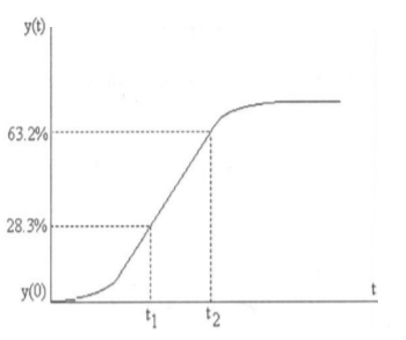 y(t)
63.2%
28.3%
y(0)
t
t1
t2